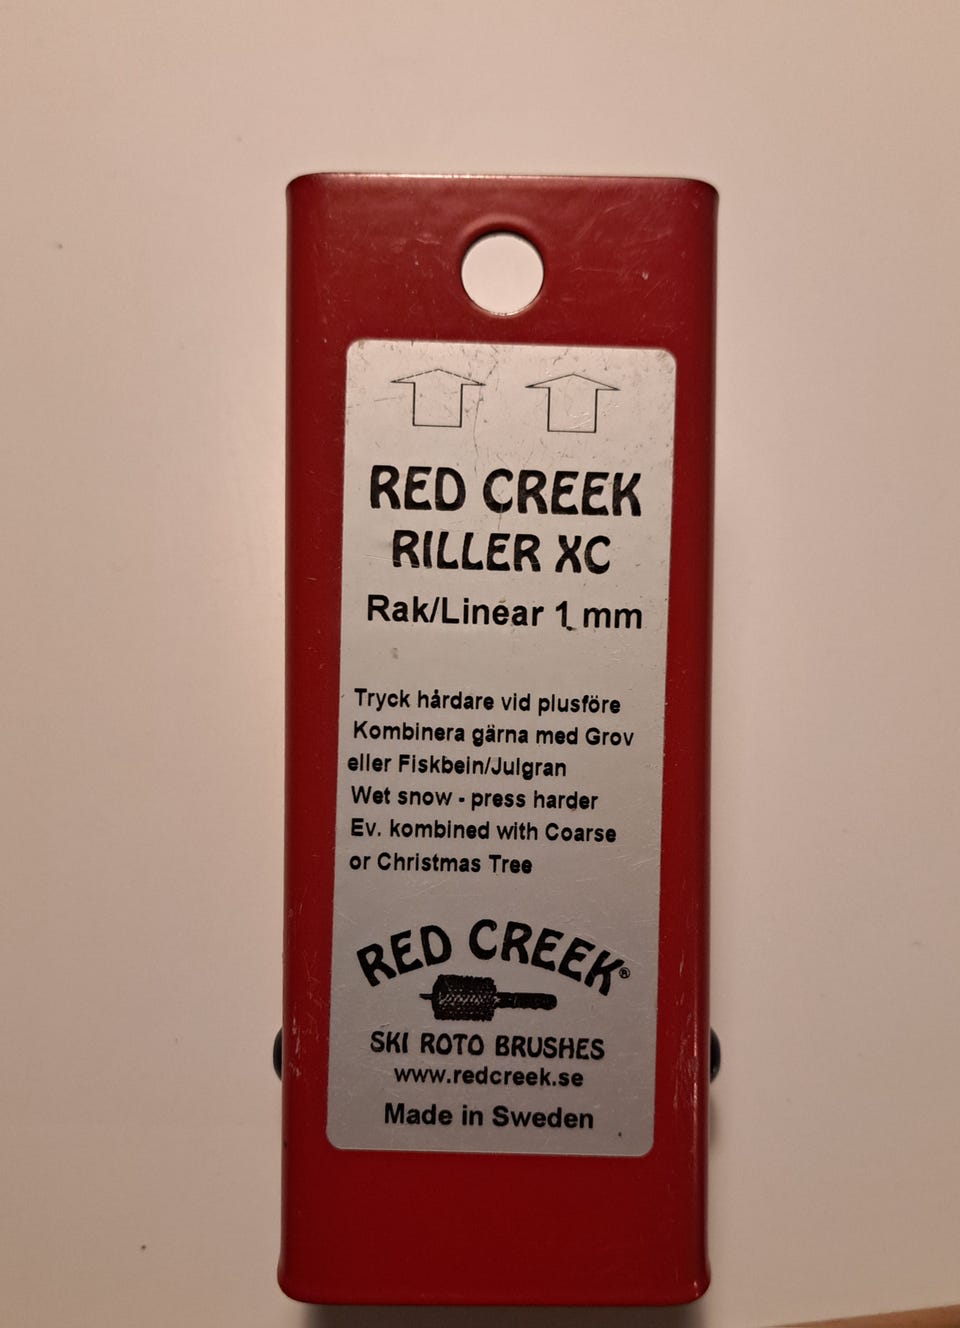 RED CREEK
RILLER XC
Rak/Linear 1 mm
Tryck hårdare vid plusföre
Kombinera gärna med Grov
eller Fiskbein/Julgran
Wet snow - press harder
Ev. kombined with Coarse
or Christmas Tree
RED CREEK®
SKI ROTO BRUSHES
www.redcreek.se
Made in Sweden